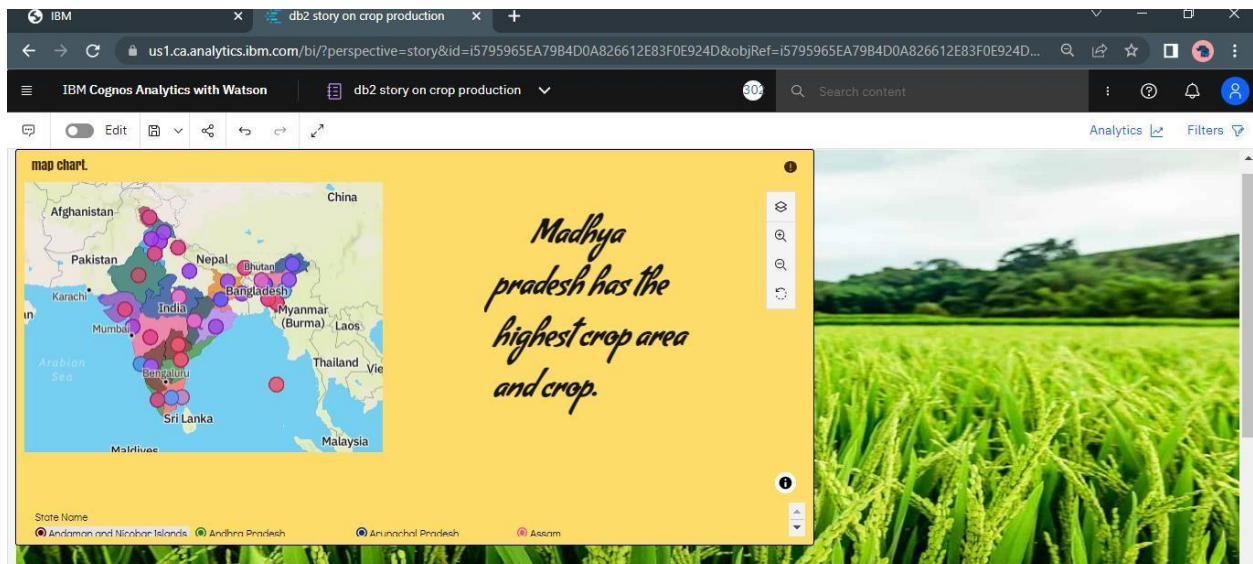 IBM
db2 story on crop production
us1.ca.analytics.ibm.com/bi/?perspective=story&id=i5795965EA79B4D0A826612E83F0E924D&objRef=i5795965EA79B4D0A826612E83F0E924D...
IBM Cognos Analytics with Watson
db2 story on crop production
302
Search content
Edit
Analytics
Filters
map chart.
China
Afghanistan
Pakistan
Nepal
Bhutan
Karachi
Bangladesh
India
Myanmar
(Burma)
Laos
Mumbai
Arabian
Sea
Thailand
Vie
Bengaluru
Sri Lanka
Malaysia
Maldives
Madhya
pradesh has the
highest crop area
and crop.
State Name
Andaman and Nicobar Islands
Andhra Pradesh
Arunachal Pradesh
Assam